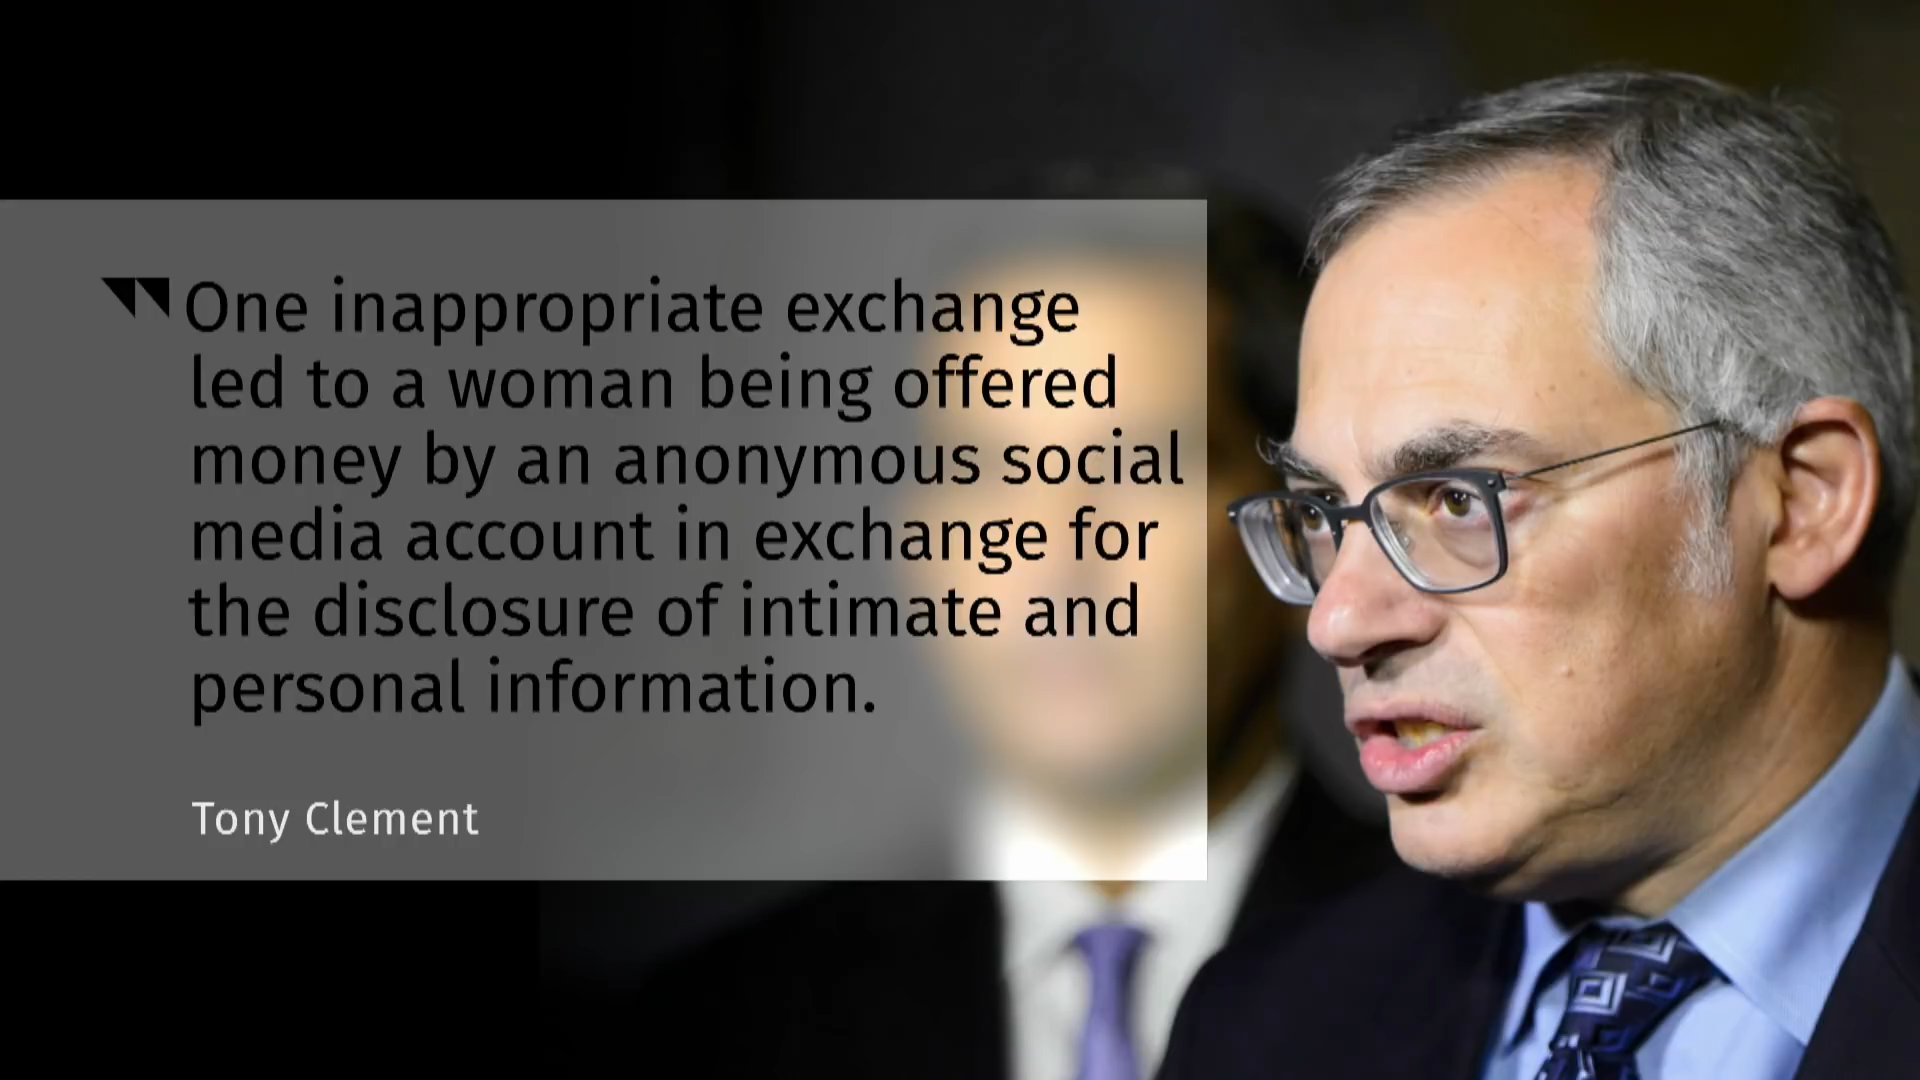 One inappropriate exchange
led to a woman being offered
money by an anonymous social
media account in exchange for
the disclosure of intimate and
personal information.
Tony Clement